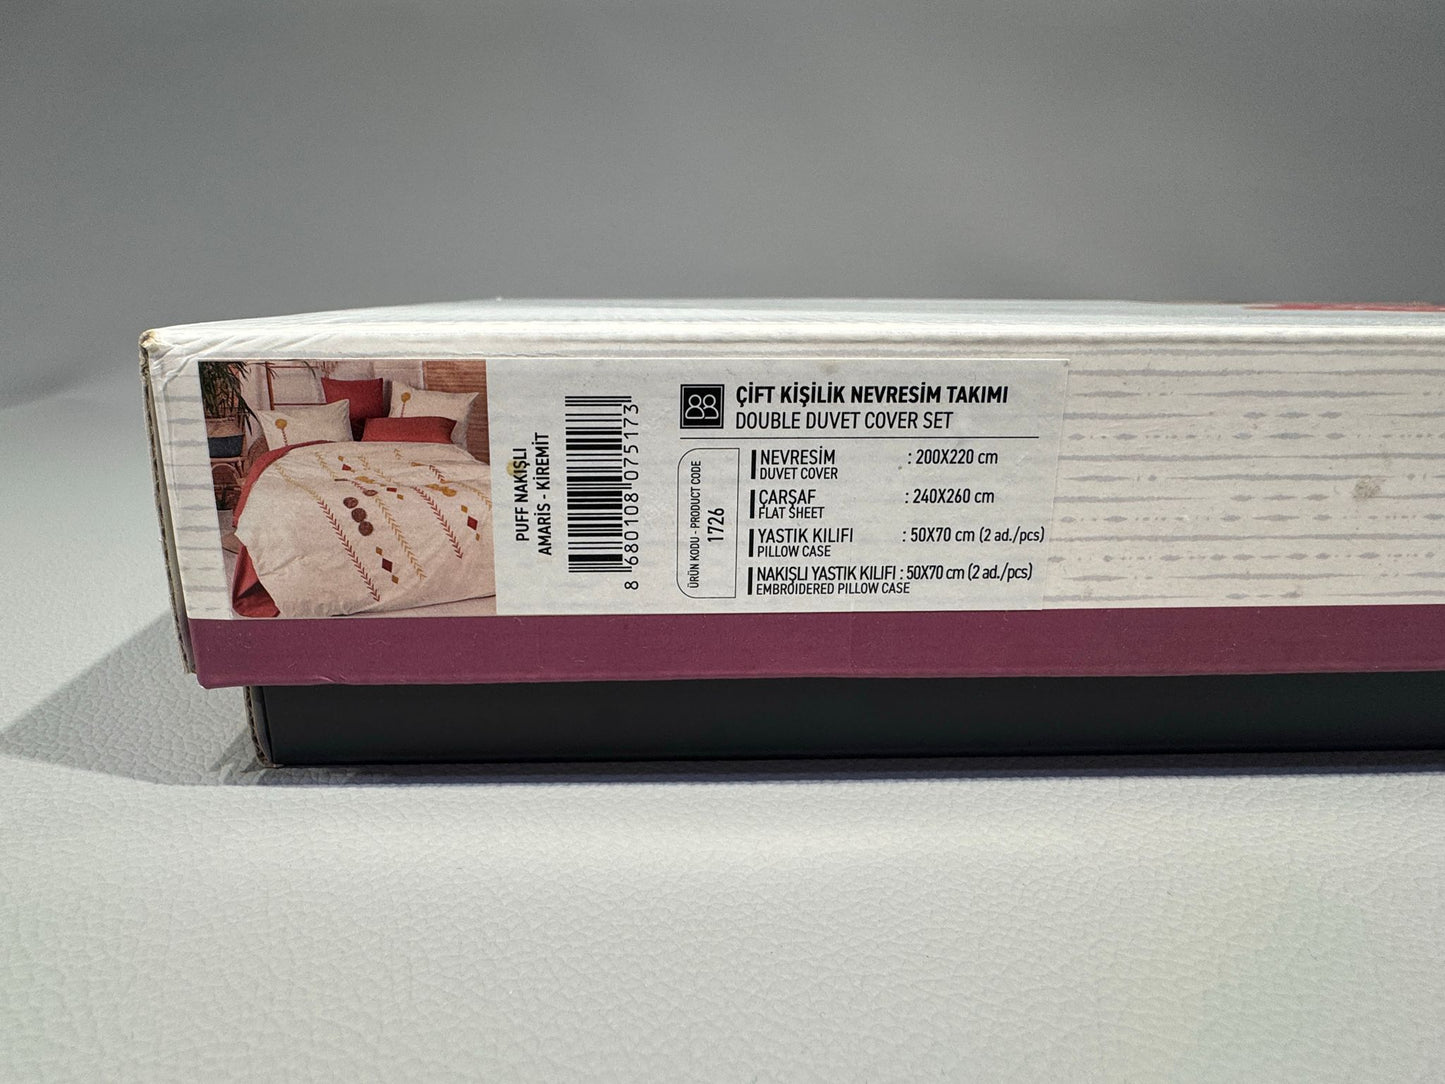 PUFF NAKIŞLI
AMARİS - KİREMİT
8 680108 075173
ÇİFT KİŞİLİK NEVRESİM TAKIMI
DOUBLE DUVET COVER SET
ÜRÜN KODU - PRODUCT CODE
1726
NEVRESİM : 200X220 cm
DUVET COVER
ÇARŞAF : 240X260 cm
FLAT SHEET
YASTIK KILIFI : 50X70 cm (2 ad./pcs)
PILLOW CASE
NAKIŞLI YASTIK KILIFI : 50X70 cm (2 ad./pcs)
EMBROIDERED PILLOW CASE